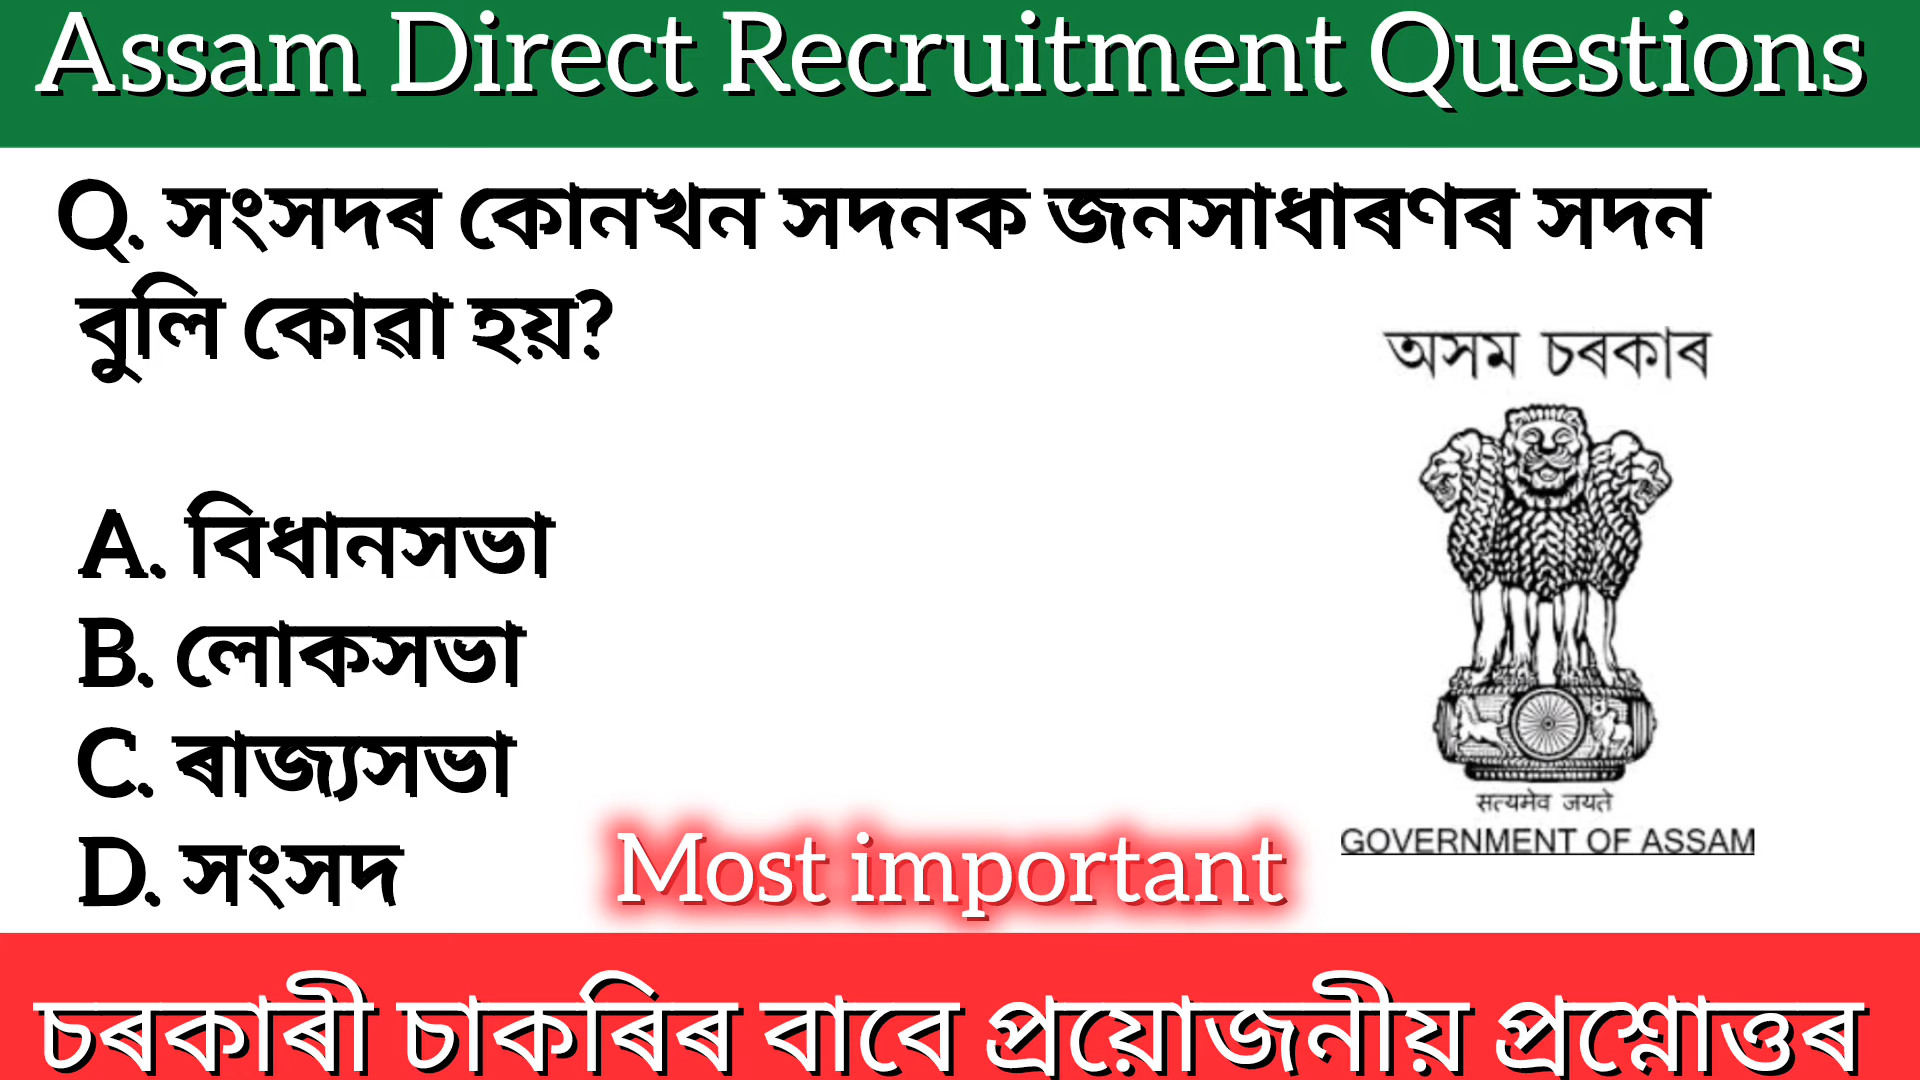 Assam Direct Recruitment Questions
Q. সংসদৰ কোনখন সদনক জনসাধাৰণৰ সদন
বুলি কোৱা হয়?
A. বিধানসভা
B. লোকসভা
C. ৰাজ্যসভা
D. সংসদ
Most important
অসম চৰকাৰ
सत्यमेव जयते
GOVERNMENT OF ASSAM
চৰকাৰী চাকৰিৰ বাবে প্ৰয়োজনীয় প্ৰশ্নোত্তৰ